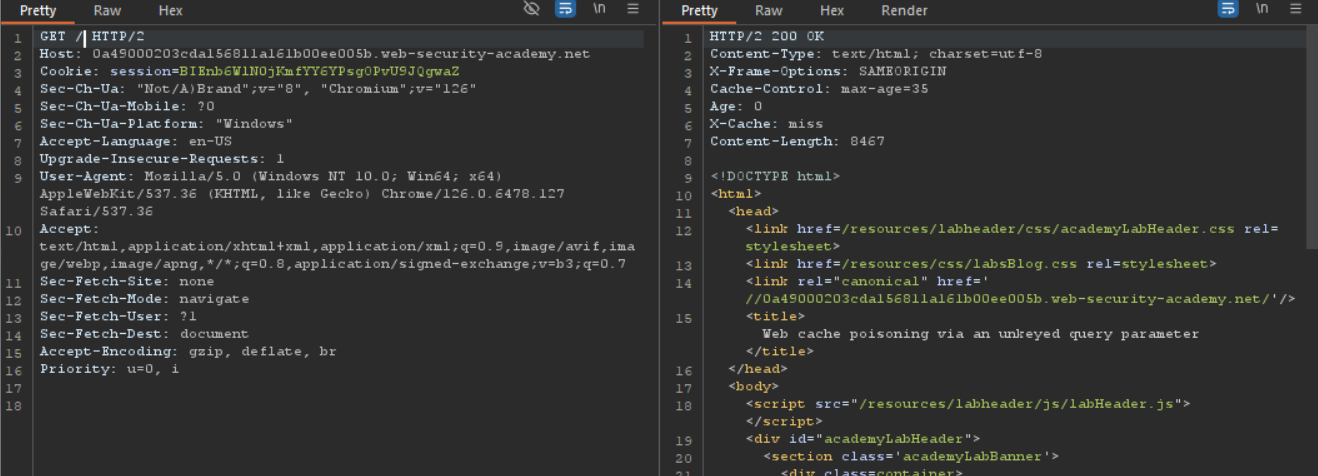 Pretty Raw Hex
\n
1 GET / HTTP/2
2 Host: 0a49000203cda156811a161b00ee005b.web-security-academy.net
3 Cookie: session=BIEnb6W1N0jKmfYY6YPsgOPvU9JQgwaZ
4 Sec-Ch-Ua: "Not/A)Brand";v="8", "Chromium";v="126"
5 Sec-Ch-Ua-Mobile: ?0
6 Sec-Ch-Ua-Platform: "Windows"
7 Accept-Language: en-US
8 Upgrade-Insecure-Requests: 1
9 User-Agent: Mozilla/5.0 (Windows NT 10.0; Win64; x64)
AppleWebKit/537.36 (KHTML, like Gecko) Chrome/126.0.6478.127
Safari/537.36
10 Accept:
text/html,application/xhtml+xml,application/xml;q=0.9,image/avif,ima
ge/webp,image/apng,*/*;q=0.8,application/signed-exchange;v=b3;q=0.7
11 Sec-Fetch-Site: none
12 Sec-Fetch-Mode: navigate
13 Sec-Fetch-User: ?1
14 Sec-Fetch-Dest: document
15 Accept-Encoding: gzip, deflate, br
16 Priority: u=0, i
17
18
Pretty Raw Hex Render
\n
1 HTTP/2 200 OK
2 Content-Type: text/html; charset=utf-8
3 X-Frame-Options: SAMEORIGIN
4 Cache-Control: max-age=35
5 Age: 0
6 X-Cache: miss
7 Content-Length: 8467
8
9 <!DOCTYPE html>
10 <html>
11 <head>
12 <link href=/resources/labheader/css/academyLabHeader.css rel=
stylesheet>
13 <link href=/resources/css/labsBlog.css rel=stylesheet>
14 <link rel="canonical" href='
//0a49000203cda156811a161b00ee005b.web-security-academy.net/'/>
15 <title>
Web cache poisoning via an unkeyed query parameter
</title>
16 </head>
17 <body>
18 <script src="/resources/labheader/js/labHeader.js">
</script>
19 <div id="academyLabHeader">
20 <section class='academyLabBanner'>
21 <div class=container>